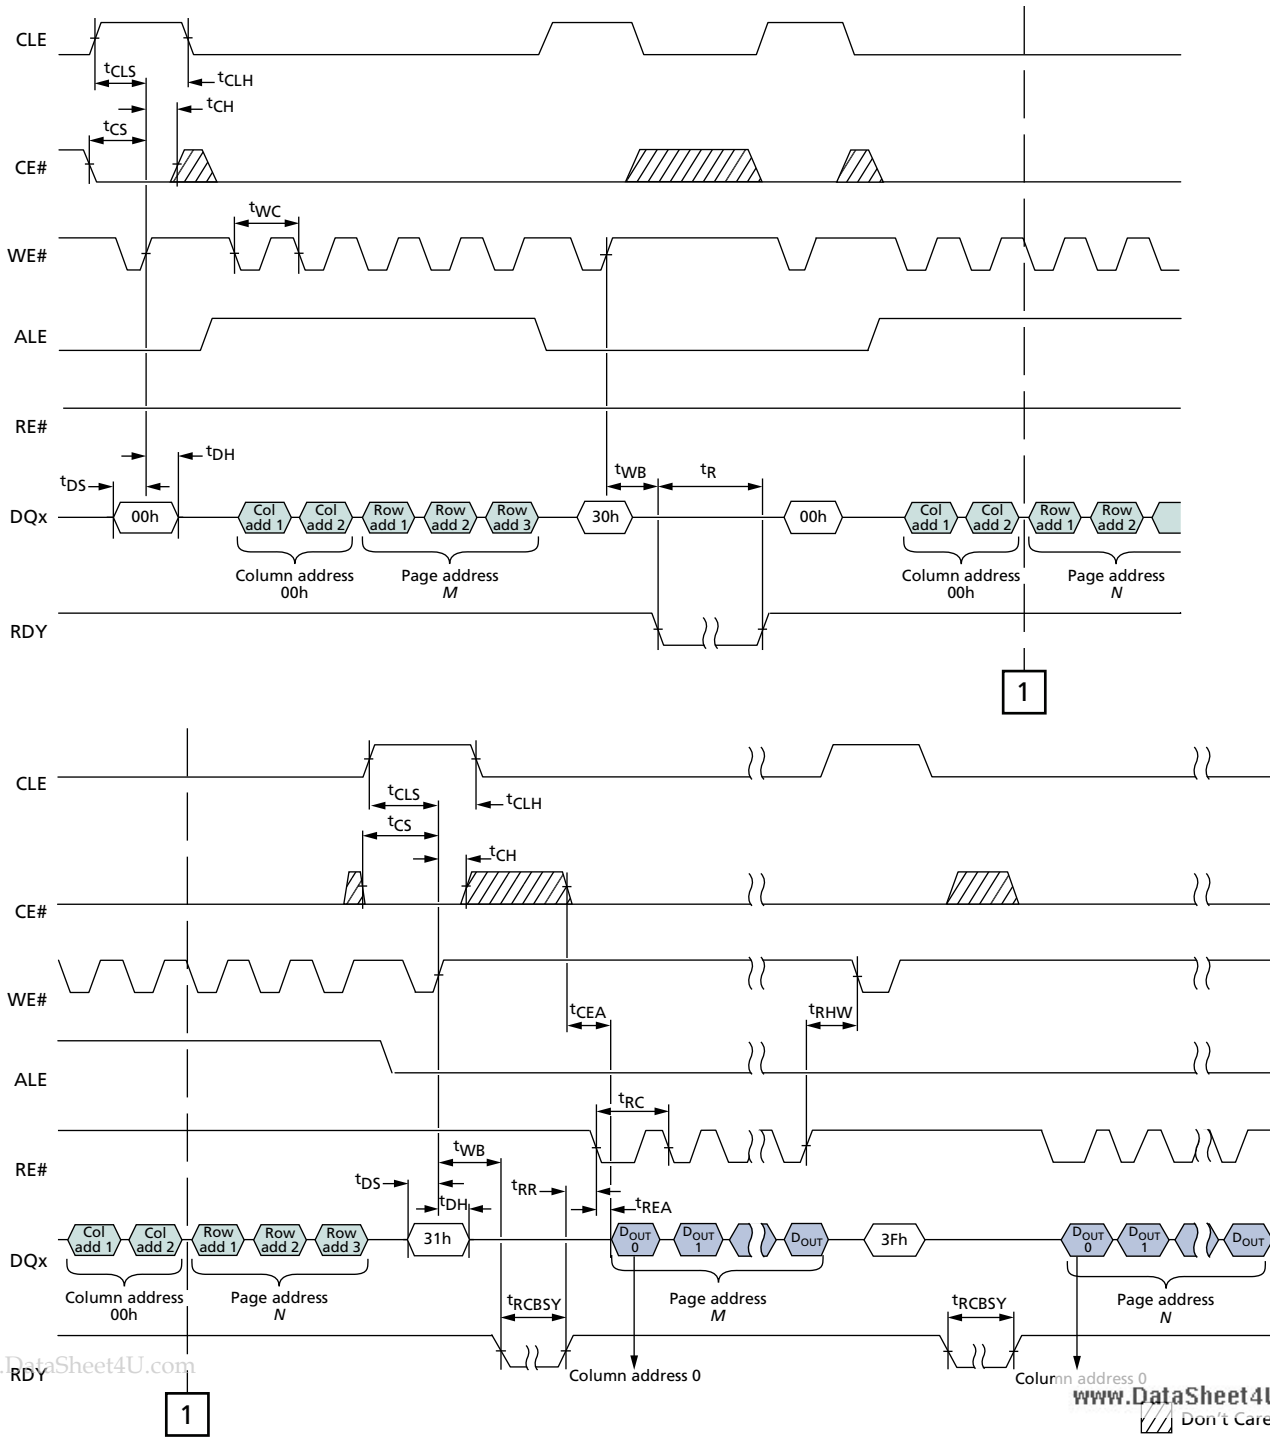 CLE
tCLS
tCLH
tCH
tCS
CE#
tWC
WE#
ALE
RE#
tDH
tDS
tWB
tR
DQx
00h
Col add 1
Col add 2
Row add 1
Row add 2
Row add 3
30h
00h
Col add 1
Col add 2
Row add 1
Row add 2
Column address 00h
Page address M
Column address 00h
Page address N
RDY
1
CLE
tCLS
tCLH
tCS
tCH
CE#
WE#
tCEA
tRHW
ALE
tRC
RE#
tWB
tDS
tDH
tRR
tREA
DQx
Col add 1
Col add 2
Row add 1
Row add 2
Row add 3
31h
DOUT 0
DOUT 1
DOUT
3Fh
DOUT 0
DOUT 1
DOUT
Column address 00h
Page address N
tRCBSY
Page address M
tRCBSY
Page address N
RDY
.DataSheet4U.com
Column address 0
Column address 0
www.DataSheet4U
1
Don't Care